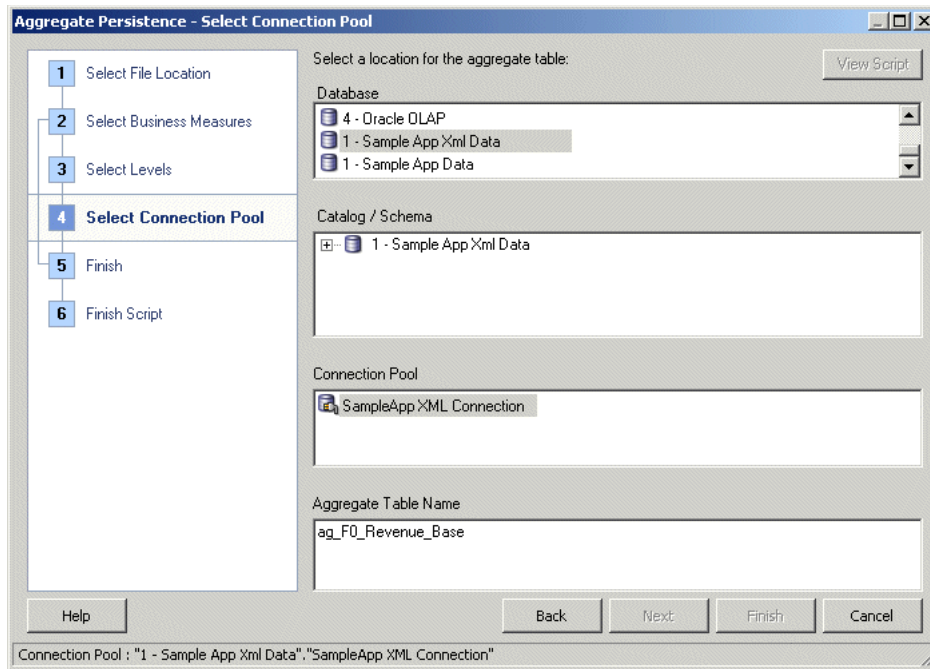 Aggregate Persistence - Select Connection Pool
1 Select File Location
2 Select Business Measures
3 Select Levels
4 Select Connection Pool
5 Finish
6 Finish Script
Select a location for the aggregate table:
View Script
Database
4 - Oracle OLAP
1 - Sample App Xml Data
1 - Sample App Data
Catalog / Schema
1 - Sample App Xml Data
Connection Pool
SampleApp XML Connection
Aggregate Table Name
ag_F0_Revenue_Base
Help Back Next Finish Cancel
Connection Pool : "1 - Sample App Xml Data"."SampleApp XML Connection"